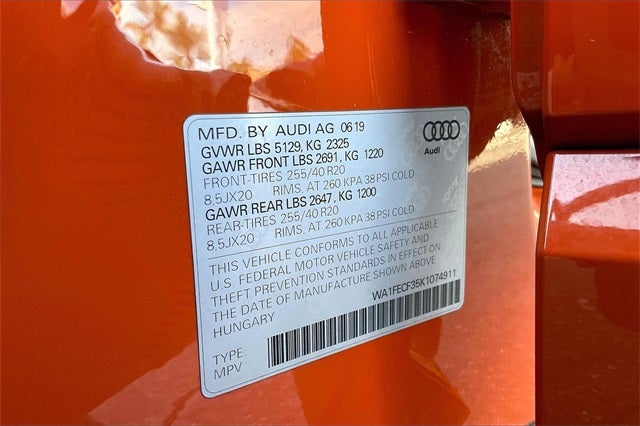 MFD. BY AUDI AG 06 19
GVWR LBS 5129, KG 2325
GAWR FRONT LBS 2691, KG 1220
FRONT-TIRES 255/40 R20
8,5JX20 RIMS, AT 260 KPA 38 PSI COLD
GAWR REAR LBS 2647, KG 1200
REAR-TIRES 255/40 R20
8,5JX20 RIMS, AT 260 KPA 38 PSI COLD
Audi
THIS VEHICLE CONFORMS TO ALL APPLICABLE
U.S. FEDERAL MOTOR VEHICLE SAFETY AND
THEFT PREVENTION STANDARDS IN EFFECT ON
THE DATE OF MANUFACTURE SHOWN ABOVE
HUNGARY
WA1FECF35K1074911
TYPE:
MPV